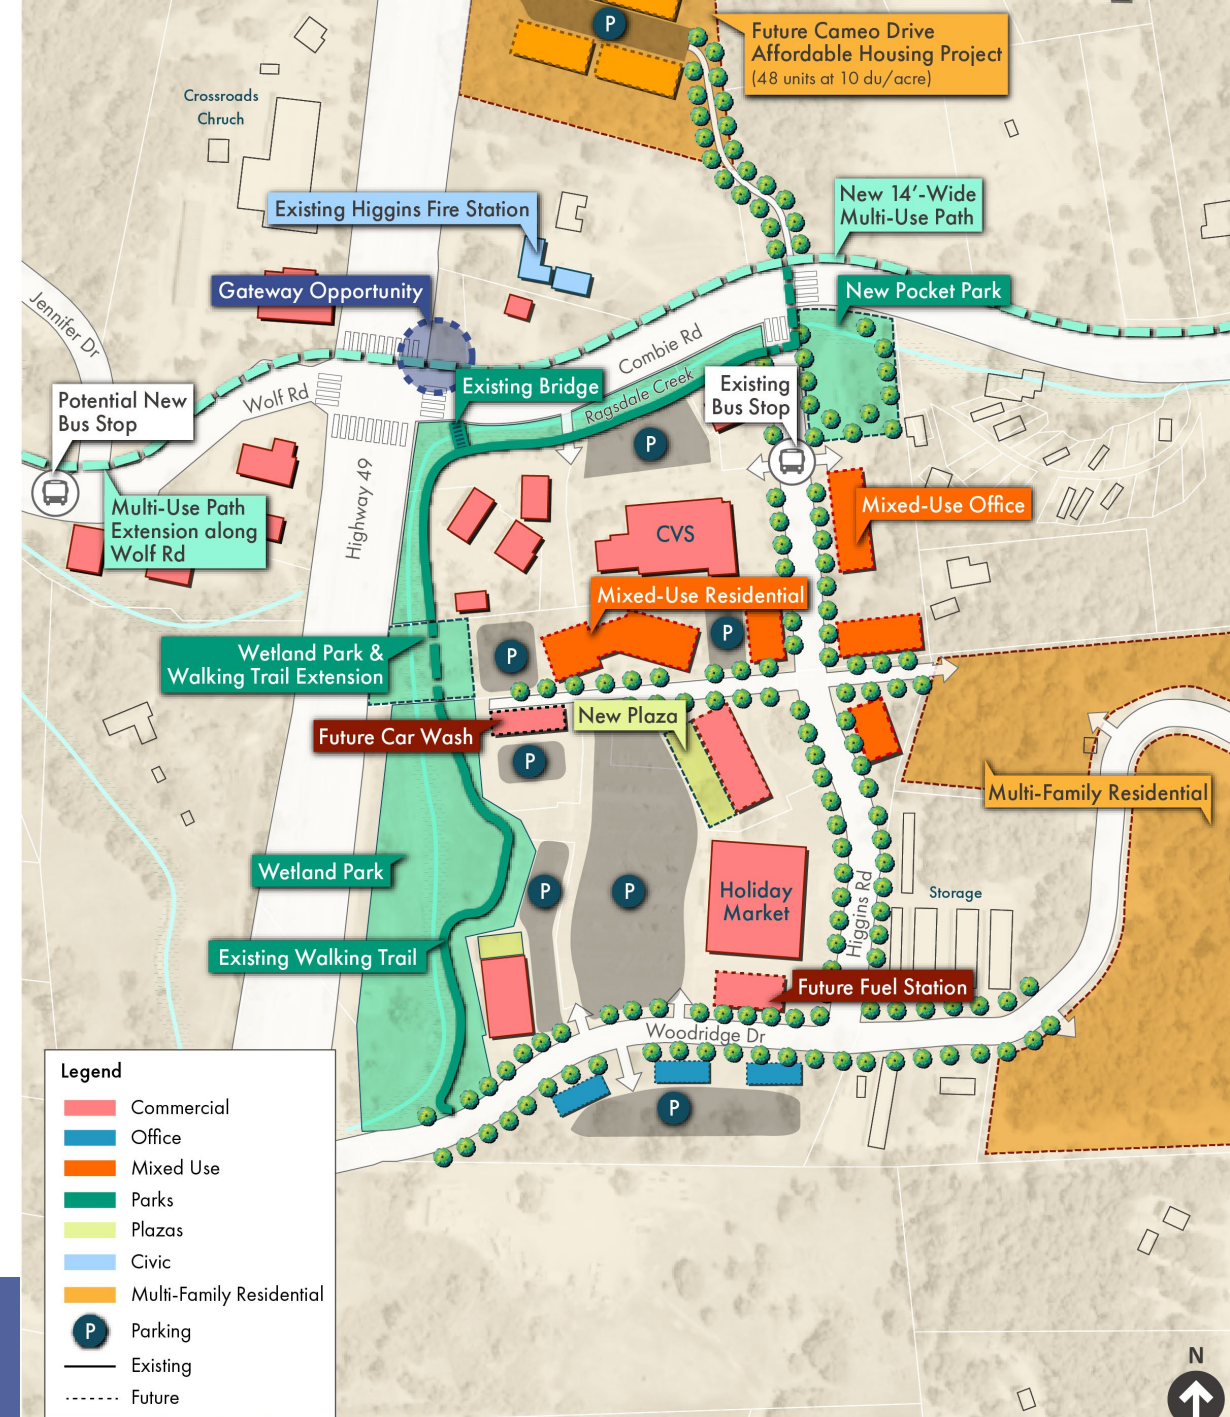 P
Future Cameo Drive
Affordable Housing Project
(48 units at 10 du/acre)
Crossroads
Chruch
New 14'-Wide
Multi-Use Path
Existing Higgins Fire Station
Gateway Opportunity
New Pocket Park
Jennifer Dr
Combie Rd
Wolf Rd
Existing Bridge
Ragsdale Creek
Existing
Bus Stop
Potential New
Bus Stop
P
Highway 49
Multi-Use Path
Extension along
Wolf Rd
Mixed-Use Office
CVS
Mixed-Use Residential
P
P
Wetland Park &
Walking Trail Extension
New Plaza
Future Car Wash
P
Multi-Family Residential
Wetland Park
P
P
Holiday
Market
Higgins Rd
Storage
Existing Walking Trail
Future Fuel Station
Woodridge Dr
P
Legend
Commercial
Office
Mixed Use
Parks
Plazas
Civic
Multi-Family Residential
P Parking
Existing
Future
N